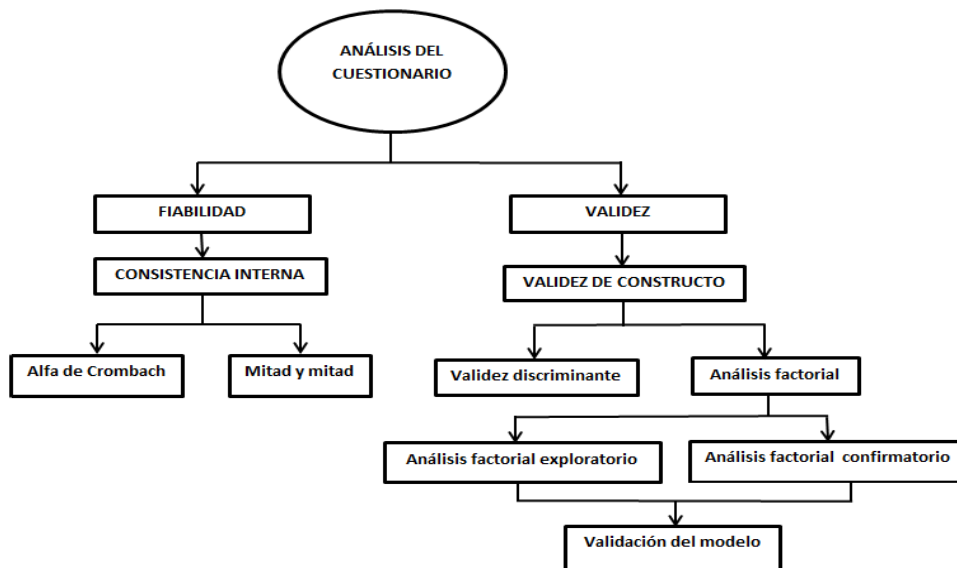 ANÁLISIS DEL
CUESTIONARIO
FIABILIDAD
VALIDEZ
CONSISTENCIA INTERNA
VALIDEZ DE CONSTRUCTO
Alfa de Crombach
Mitad y mitad
Validez discriminante
Análisis factorial
Análisis factorial exploratorio
Análisis factorial confirmatorio
Validación del modelo